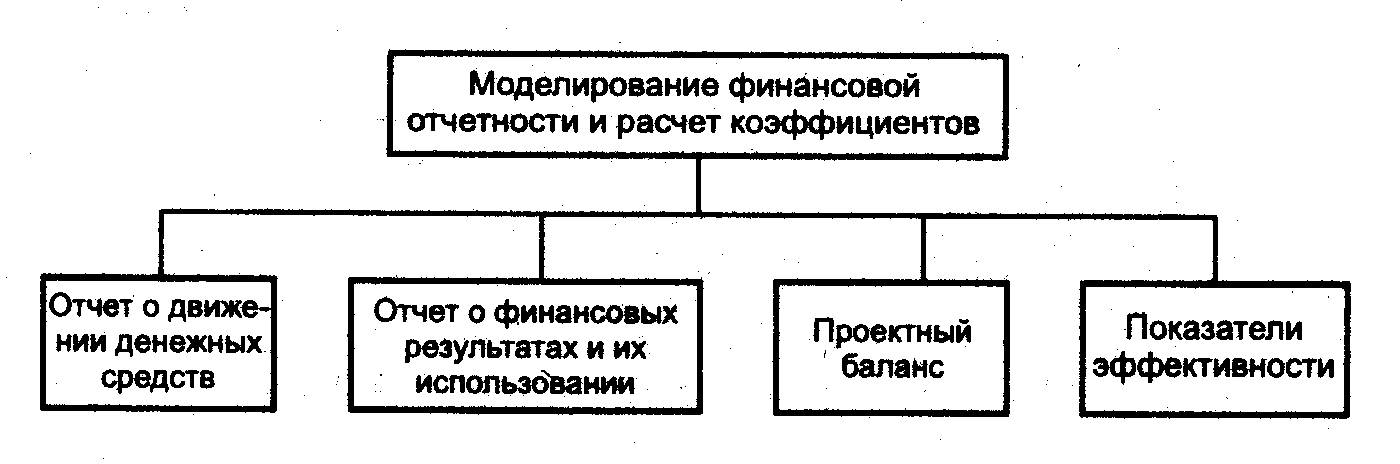 Моделирование финансовой
отчетности и расчет коэффициентов
Отчет о движе-
нии денежных
средств
Отчет о финансовых
результатах и их
использовании
Проектный
баланс
Показатели
эффективности